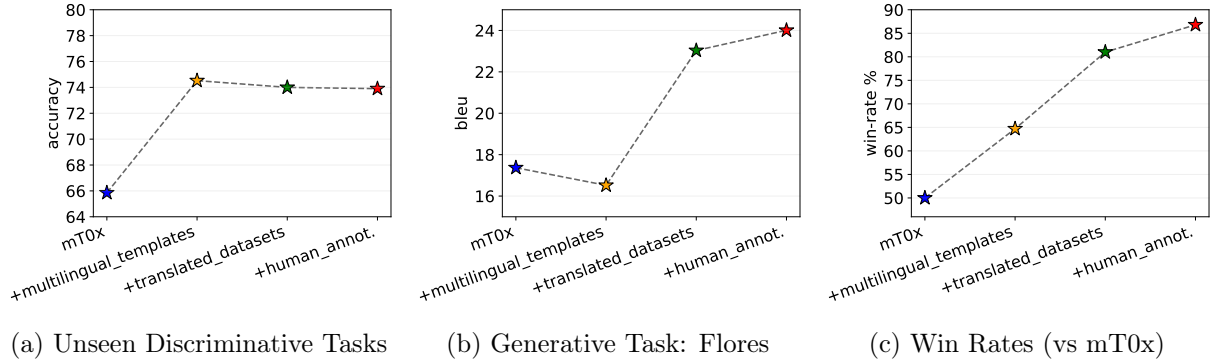 80
78
76
74
72
70
68
66
64
accuracy
mT0x
+multilingual_templates
+translated_datasets
+human_annot.
(a) Unseen Discriminative Tasks
24
22
20
18
16
bleu
mT0x
+multilingual_templates
+translated_datasets
+human_annot.
(b) Generative Task: Flores
90
85
80
75
70
65
60
55
50
win-rate %
mT0x
+multilingual_templates
+translated_datasets
+human_annot.
(c) Win Rates (vs mT0x)